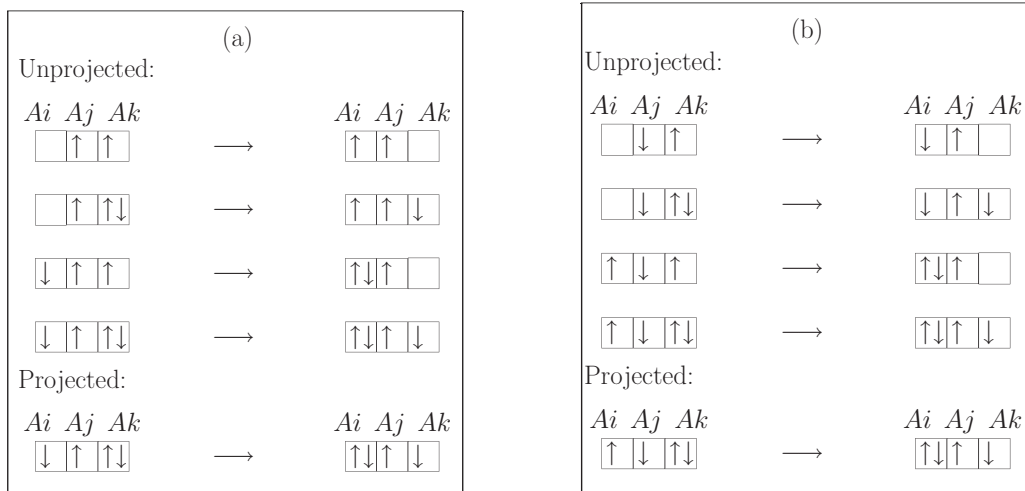 (a)
Unprojected:
Ai Aj Ak Ai Aj Ak
↑ ↑ ⟶ ↑ ↑
↑ ↑↓ ⟶ ↑ ↑ ↓
↓ ↑ ↑ ⟶ ↑↓ ↑
↓ ↑ ↑↓ ⟶ ↑↓ ↑ ↓
Projected:
Ai Aj Ak Ai Aj Ak
↓ ↑ ↑↓ ⟶ ↑↓ ↑ ↓
(b)
Unprojected:
Ai Aj Ak Ai Aj Ak
↓ ↑ ⟶ ↓ ↑
↓ ↑↓ ⟶ ↓ ↑ ↓
↑ ↓ ↑ ⟶ ↑↓ ↑
↑ ↓ ↑↓ ⟶ ↑↓ ↑ ↓
Projected:
Ai Aj Ak Ai Aj Ak
↑ ↓ ↑↓ ⟶ ↑↓ ↑ ↓